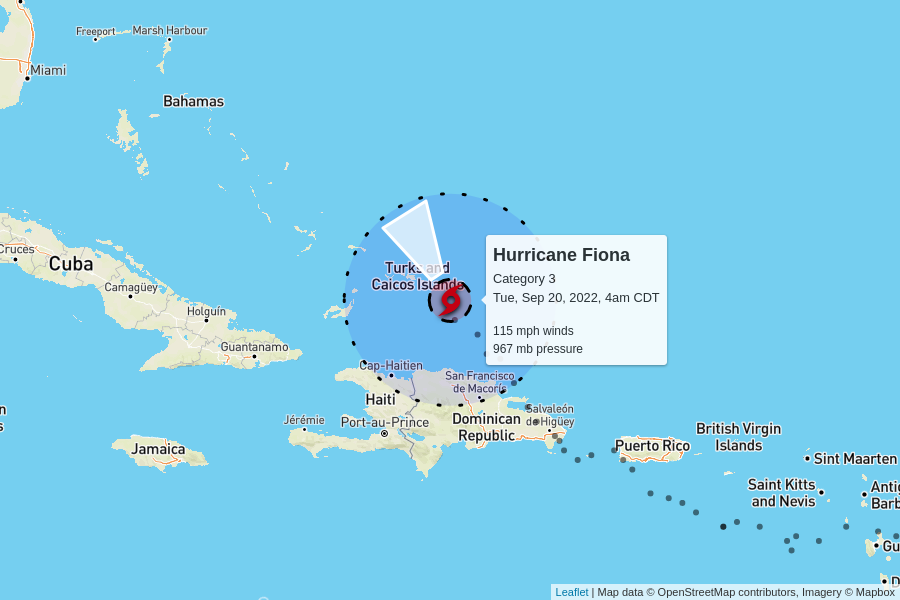 Freeport
Marsh Harbour
Miami
Bahamas
Turks and
Caicos Islands
Hurricane Fiona
Category 3
Tue, Sep 20, 2022, 4am CDT
115 mph winds
967 mb pressure
Cruces
Cuba
Camagüey
Holguín
Guantanamo
Cap-Haitien
San Francisco
de Macorís
Haiti
Jérémie
Port-au-Prince
Dominican
Republic
Salvaleón
de Higüey
Jamaica
Puerto Rico
British Virgin
Islands
Sint Maarten
Saint Kitts
and Nevis
Antig
Barb
Gu
D
n
s
Leaflet | Map data © OpenStreetMap contributors, Imagery © Mapbox